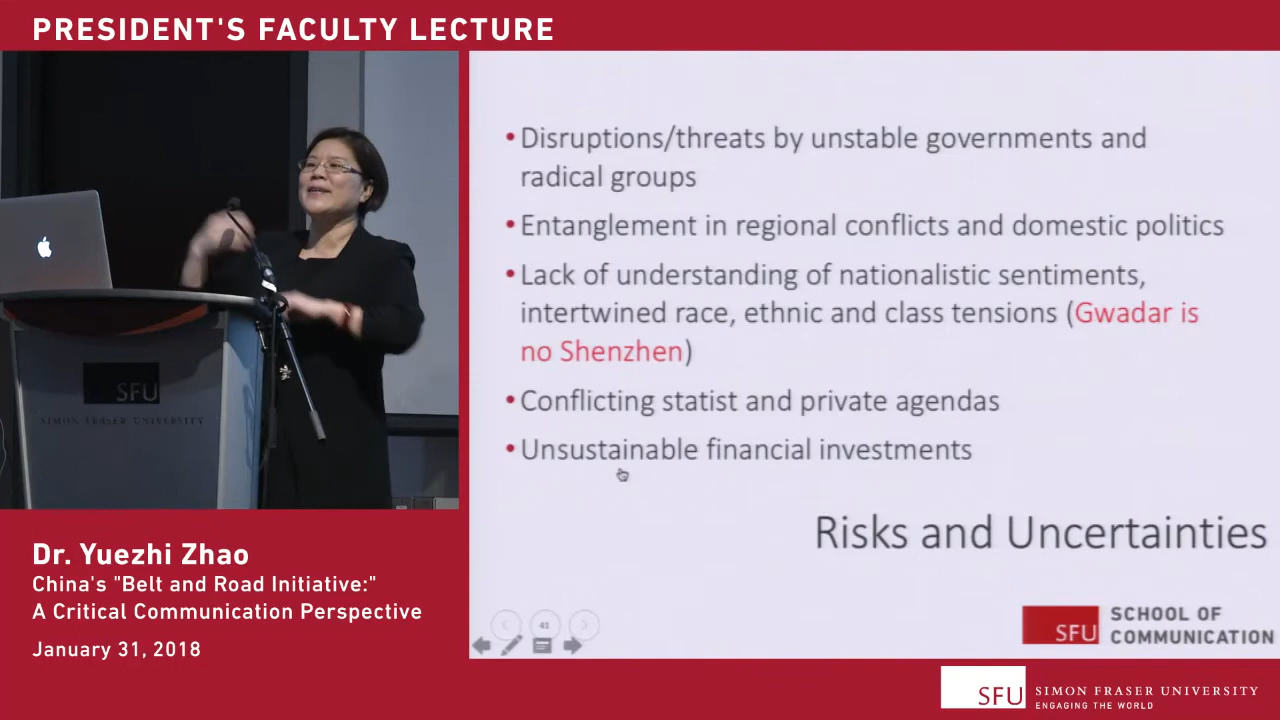 PRESIDENT'S FACULTY LECTURE
SFU
SIMON FRASER UNIVERSITY
• Disruptions/threats by unstable governments and
radical groups
• Entanglement in regional conflicts and domestic politics
• Lack of understanding of nationalistic sentiments,
intertwined race, ethnic and class tensions (Gwadar is
no Shenzhen)
• Conflicting statist and private agendas
• Unsustainable financial investments
Risks and Uncertainties
41
SFU
SCHOOL OF
COMMUNICATION
Dr. Yuezhi Zhao
China's "Belt and Road Initiative:"
A Critical Communication Perspective
January 31, 2018
SFU
SIMON FRASER UNIVERSITY
ENGAGING THE WORLD